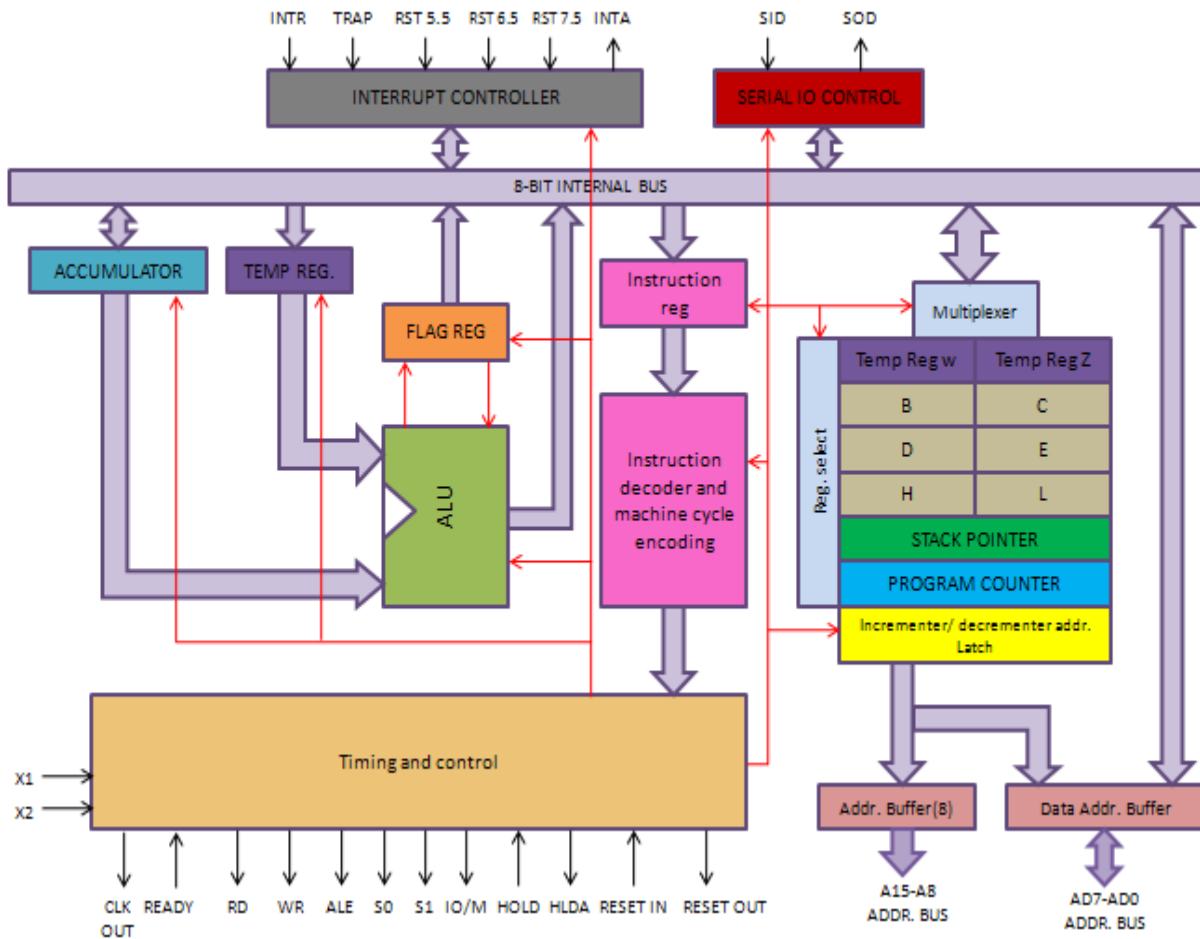 INTR TRAP RST 5.5 RST 6.5 RST 7.5 INTA SID SOD
INTERRUPT CONTROLLER
SERIAL IO CONTROL
8-BIT INTERNAL BUS
ACCUMULATOR
TEMP REG.
Instruction
reg
FLAG REG
Multiplexer
Reg. select
Temp Reg w
Temp Reg Z
B
C
D
E
H
L
STACK POINTER
PROGRAM COUNTER
Incrementer/ decrementer addr.
Latch
ALU
Instruction
decoder and
machine cycle
encoding
Timing and control
X1
X2
Addr. Buffer(8)
Data Addr. Buffer
CLK
OUT
READY
RD
WR
ALE
S0
S1
IO/M
HOLD
HLDA
RESET IN
RESET OUT
A15-A8
ADDR. BUS
AD7-AD0
ADDR. BUS